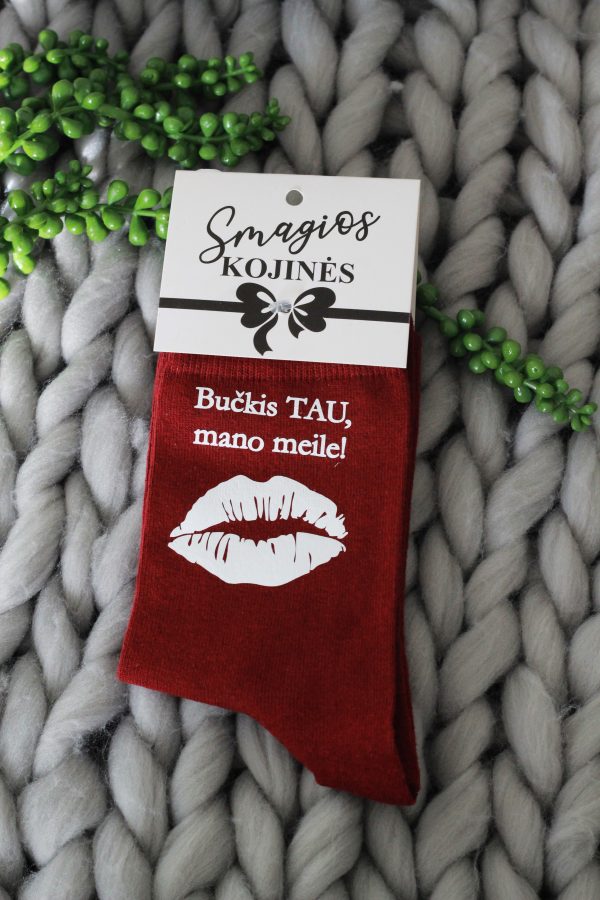 Smagios
KOJINĖS
Bučkis TAU,
mano meile!